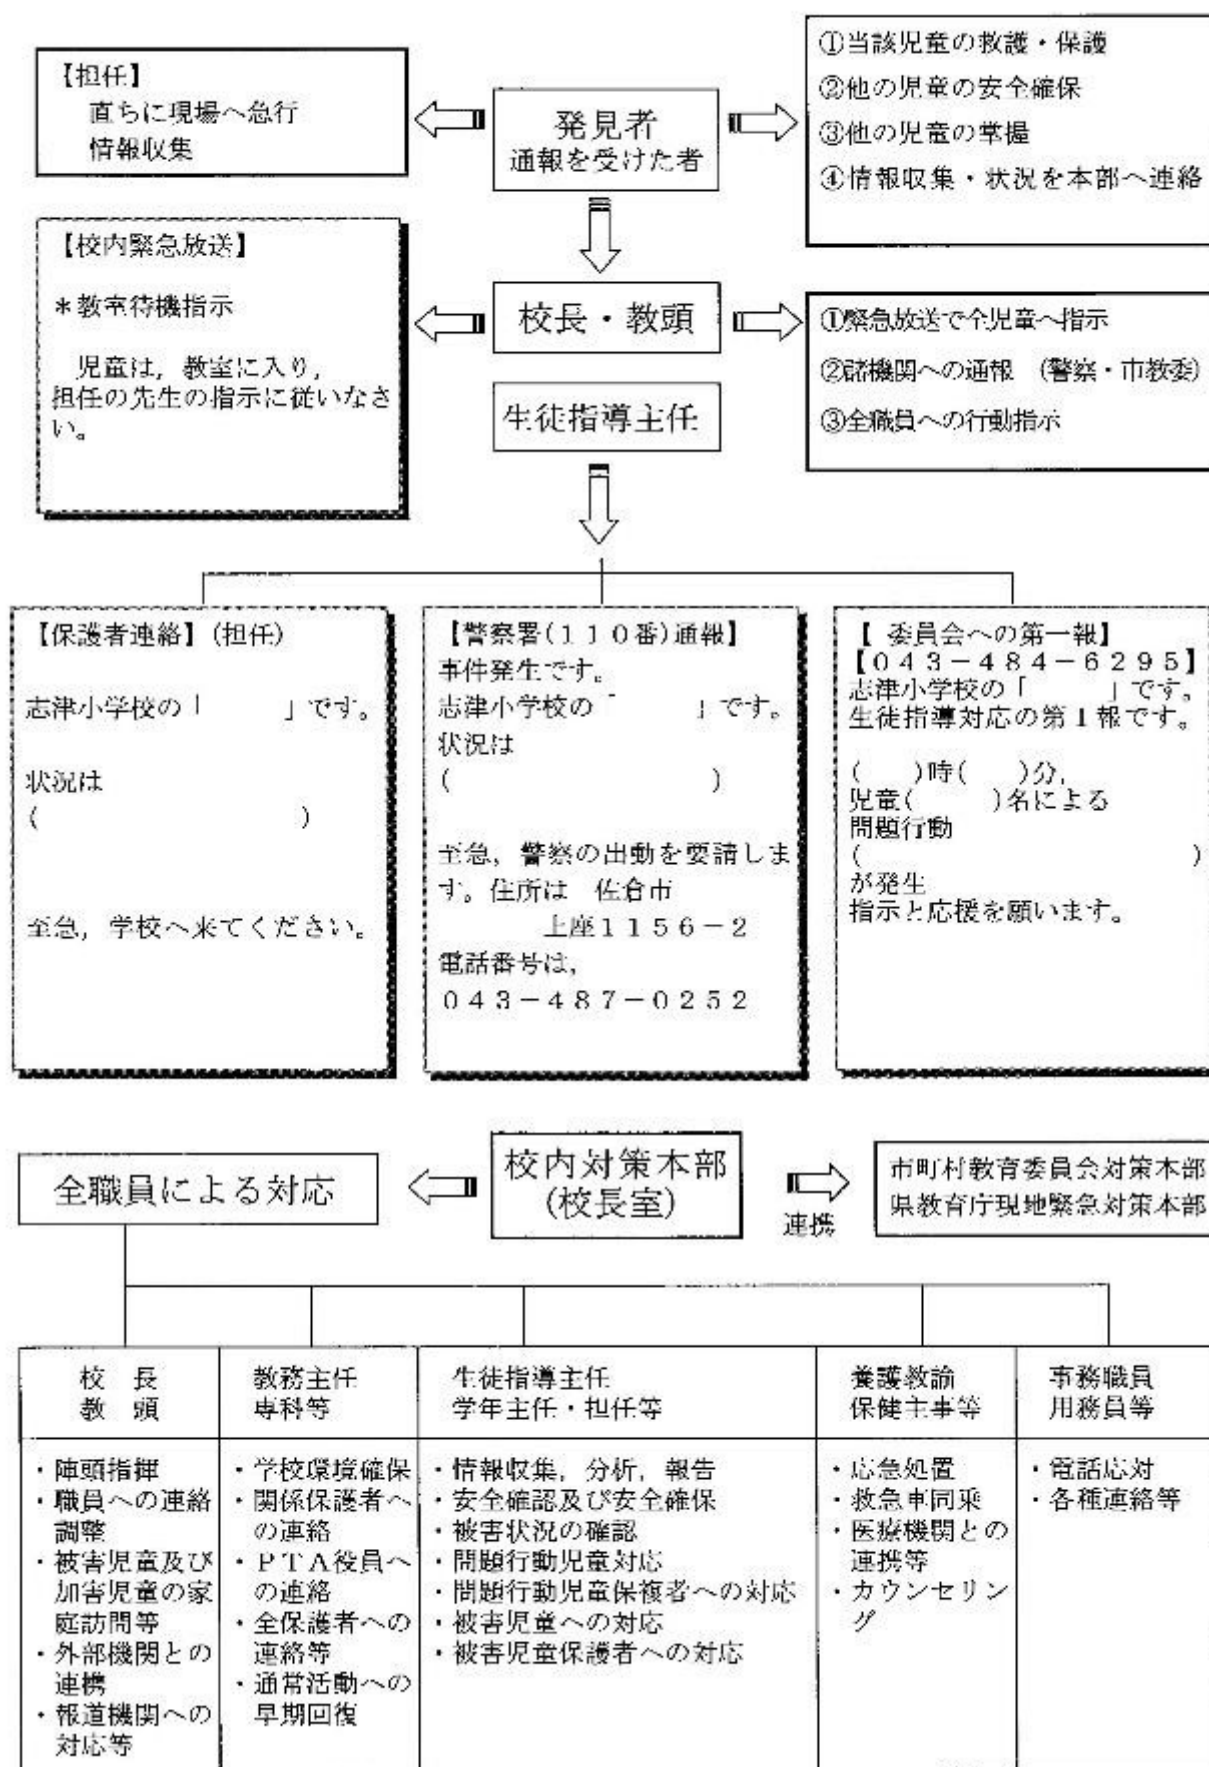 【担任】
直ちに現場へ急行
情報収集
発見者
通報を受けた者
①当該児童の救護・保護
②他の児童の安全確保
③他の児童の掌握
④情報収集・状況を本部へ連絡
【校内緊急放送】
＊教室待機指示
児童は，教室に入り，
担任の先生の指示に従いなさ
い。
校長・教頭
生徒指導主任
①緊急放送で全児童へ指示
②諸機関への通報　（警察・市教委）
③全職員への行動指示
【保護者連絡】（担任）
志津小学校の「　　　」です。
状況は
（　　　　　　　　　　）
至急，学校へ来てください。
【警察署（１１０番）通報】
事件発生です。
志津小学校の「　　　」です。
状況は
（　　　　　　　　　　）
至急，警察の出動を要請しま
す。住所は　佐倉市
上座１１５６－２
電話番号は，
０４３－４８７－０２５２
【 委員会への第一報】
【０４３－４８４－６２９５】
志津小学校の「　　　」です。
生徒指導対応の第１報です。
（　　）時（　　）分，
児童（　　　）名による
問題行動
（　　　　　　　　　　　　）
が発生
指示と応援を願います。
全職員による対応
校内対策本部
（校長室）
連携
市町村教育委員会対策本部
県教育庁現地緊急対策本部
校　長
教　頭
・陣頭指揮
・職員への連絡
調整
・被害児童及び
加害児童の家
庭訪問等
・外部機関との
連携
・報道機関への
対応等
教務主任
専科等
・学校環境確保
・関係保護者へ
の連絡
・ＰＴＡ役員へ
の連絡
・全保護者への
連絡等
・通常活動への
早期回復
生徒指導主任
学年主任・担任等
・情報収集，分析，報告
・安全確認及び安全確保
・被害状況の確認
・問題行動児童対応
・問題行動児童保複者への対応
・被害児童への対応
・被害児童保護者への対応
養護教諭
保健主事等
・応急処置
・救急車同乗
・医療機関との
連携等
・カウンセリン
グ
事務職員
用務員等
・電話応対
・各種連絡等